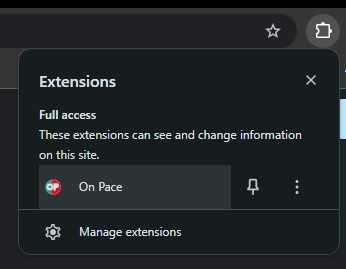 Extensions
Full access
These extensions can see and change information
on this site.
OP On Pace
Manage extensions